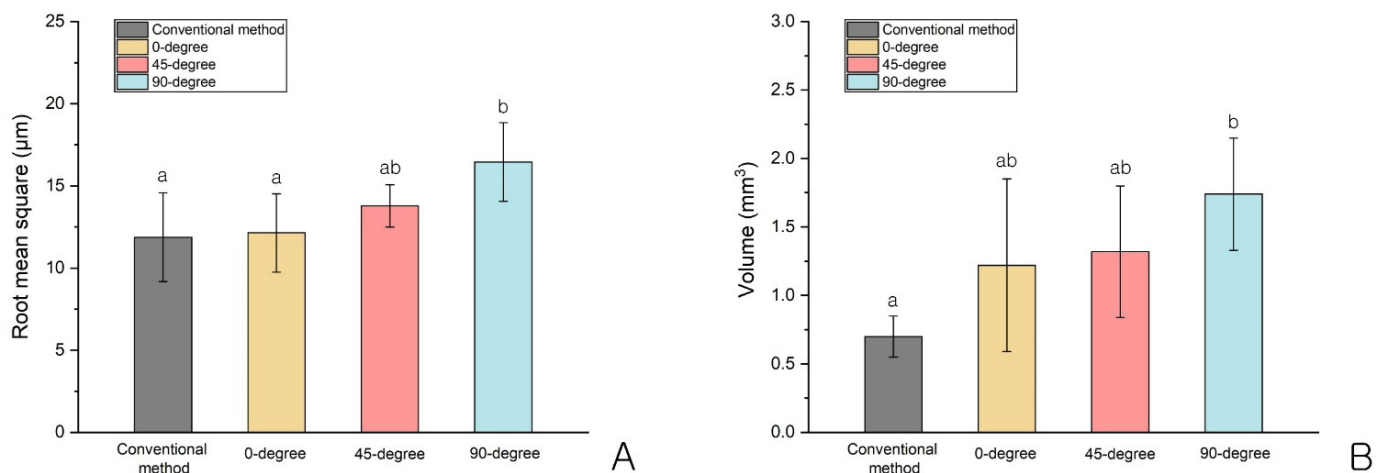 Conventional method
0-degree
45-degree
90-degree
Root mean square (μm)
25
20
15
10
5
0
a
a
ab
b
Conventional
method
0-degree
45-degree
90-degree
A
Conventional method
0-degree
45-degree
90-degree
Volume (mm³)
3.0
2.5
2.0
1.5
1.0
0.5
0.0
a
ab
ab
b
Conventional
method
0-degree
45-degree
90-degree
B